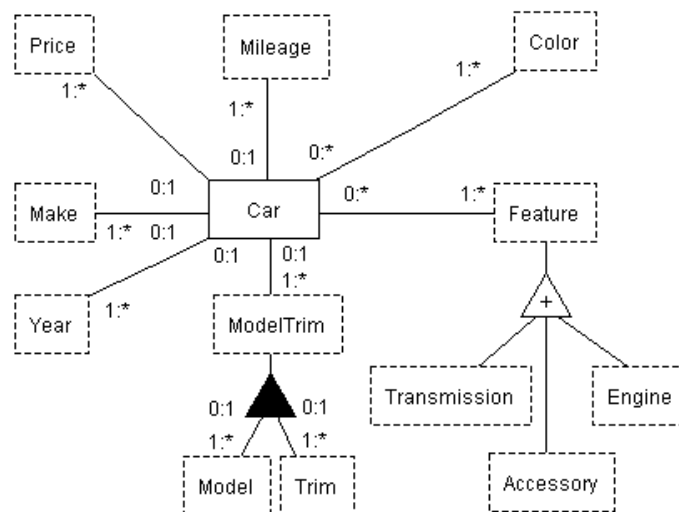 Price
Mileage
Color
1:*
1:*
1:*
0:1
0:*
0:1
Make
Car
0:*
1:*
Feature
1:*
0:1
0:1
0:1
1:*
1:*
Year
ModelTrim
+
Transmission
Engine
0:1
0:1
1:*
1:*
Model
Trim
Accessory